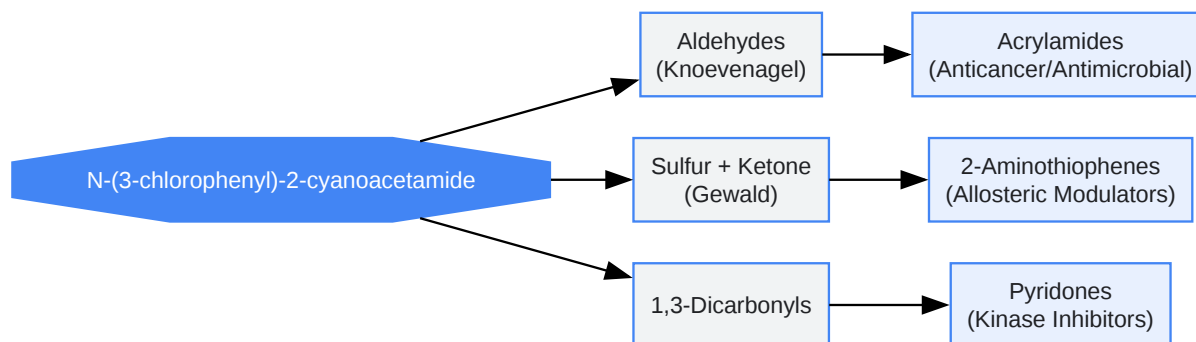 Aldehydes
(Knoevenagel)
Acrylamides
(Anticancer/Antimicrobial)
N-(3-chlorophenyl)-2-cyanoacetamide
Sulfur + Ketone
(Gewald)
2-Aminothiophenes
(Allosteric Modulators)
1,3-Dicarbonyls
Pyridones
(Kinase Inhibitors)